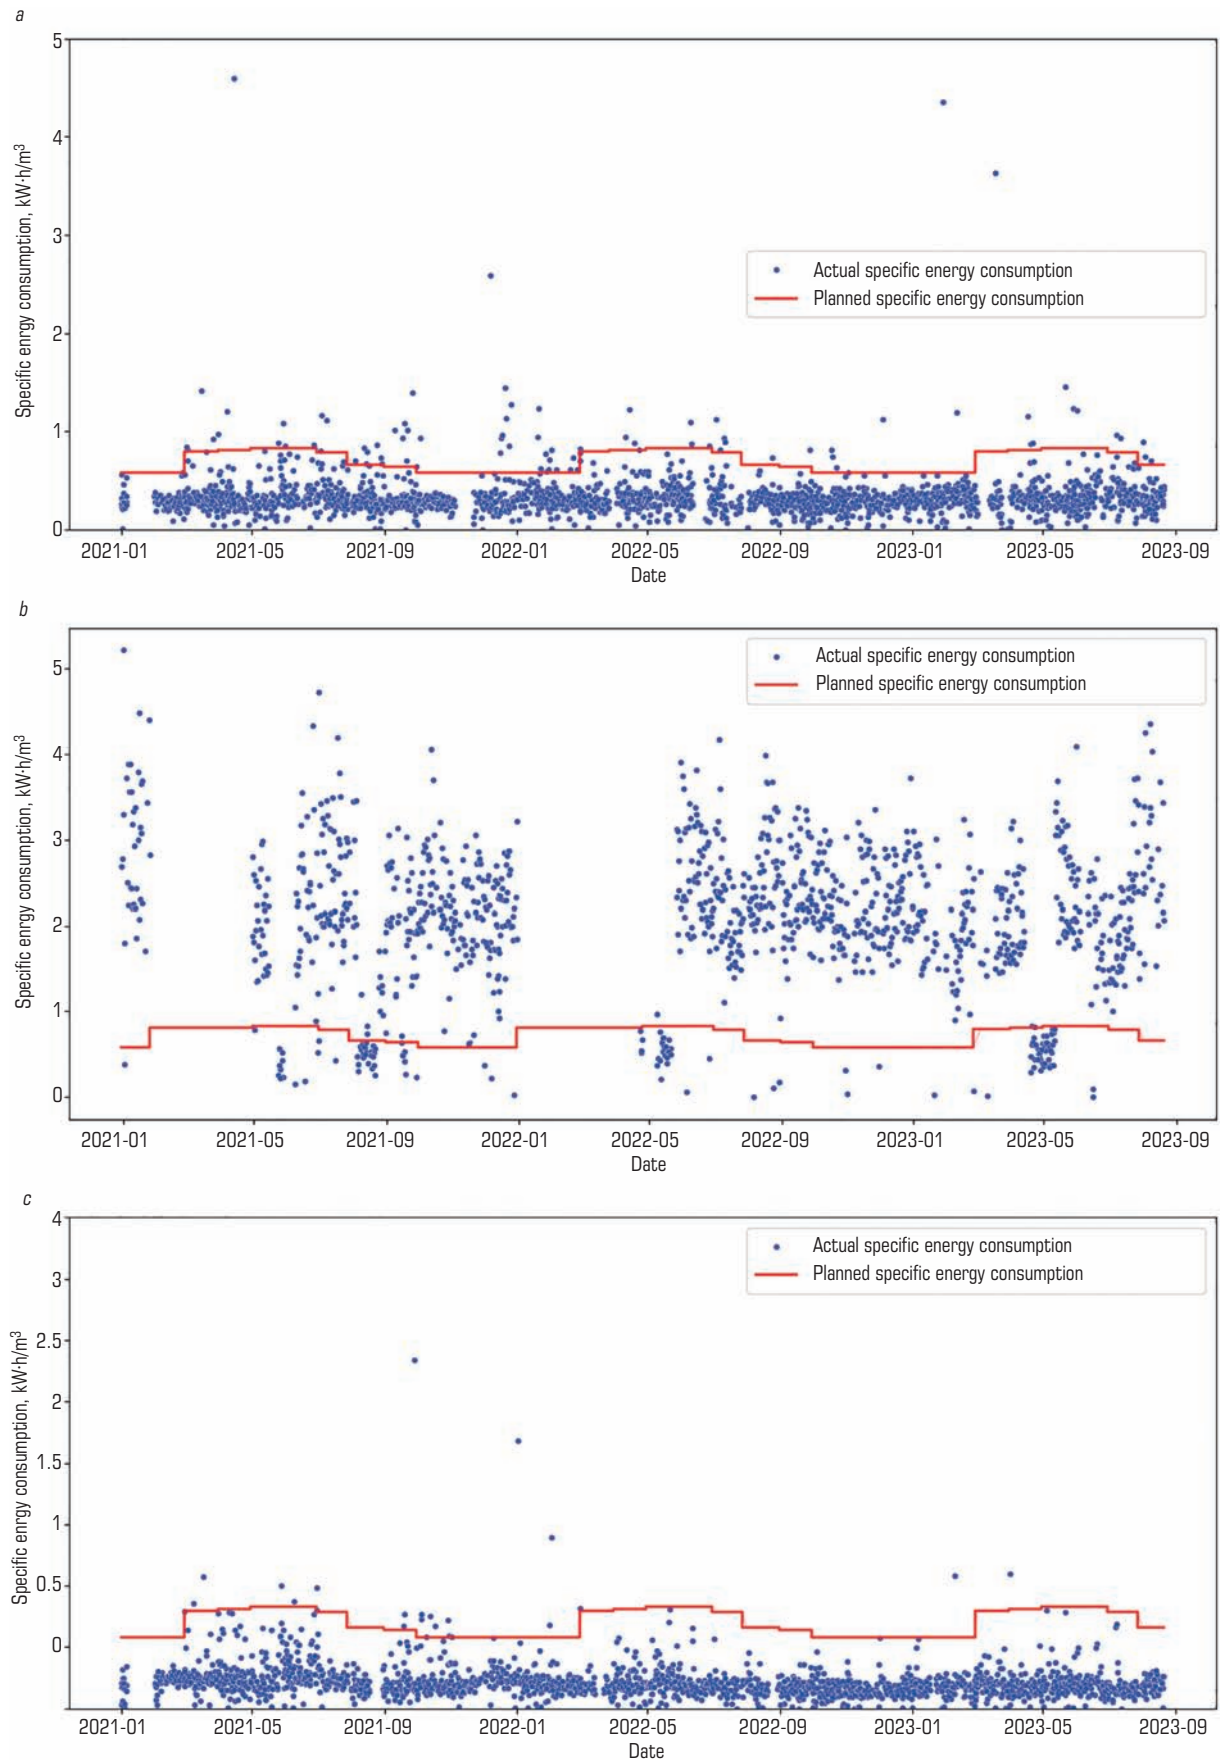 a
5
4
3
2
1
0
Specific enrgy consumption, kW·h/m³
Actual specific energy consumption
Planned specific energy consumption
2021-01 2021-05 2021-09 2022-01 2022-05 2022-09 2023-01 2023-05 2023-09
Date
b
5
4
3
2
1
0
Specific enrgy consumption, kW·h/m³
Actual specific energy consumption
Planned specific energy consumption
2021-01 2021-05 2021-09 2022-01 2022-05 2022-09 2023-01 2023-05 2023-09
Date
c
4
3
2.5
2
1.5
1
0.5
0
Specific enrgy consumption, kW·h/m³
Actual specific energy consumption
Planned specific energy consumption
2021-01 2021-05 2021-09 2022-01 2022-05 2022-09 2023-01 2023-05 2023-09
Date